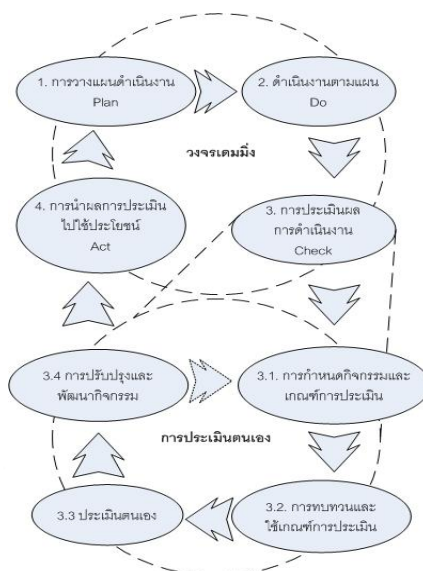 1. การวางแผนดำเนินงาน
Plan
2. ดำเนินงานตามแผน
Do
วงจรเดมมิ่ง
3. การประเมินผล
การดำเนินงาน
Check
4. การนำผลการประเมิน
ไปใช้ประโยชน์
Act
3.4 การปรับปรุงและ
พัฒนากิจกรรม
3.1. การกำหนดกิจกรรมและ
เกณฑ์การประเมิน
การประเมินตนเอง
3.2. การทบทวนและ
ใช้เกณฑ์การประเมิน
3.3 ประเมินตนเอง